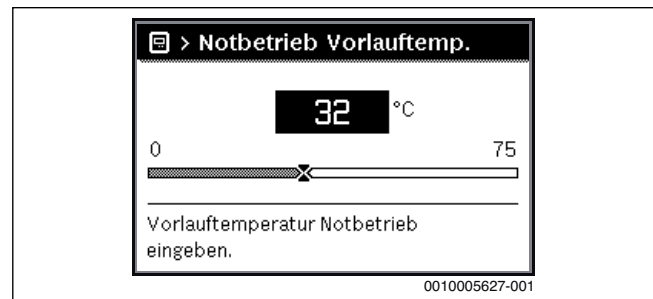 > Notbetrieb Vorlauftemp.
32 °C
0 75
Vorlauftemperatur Notbetrieb
eingeben.
0010005627-001